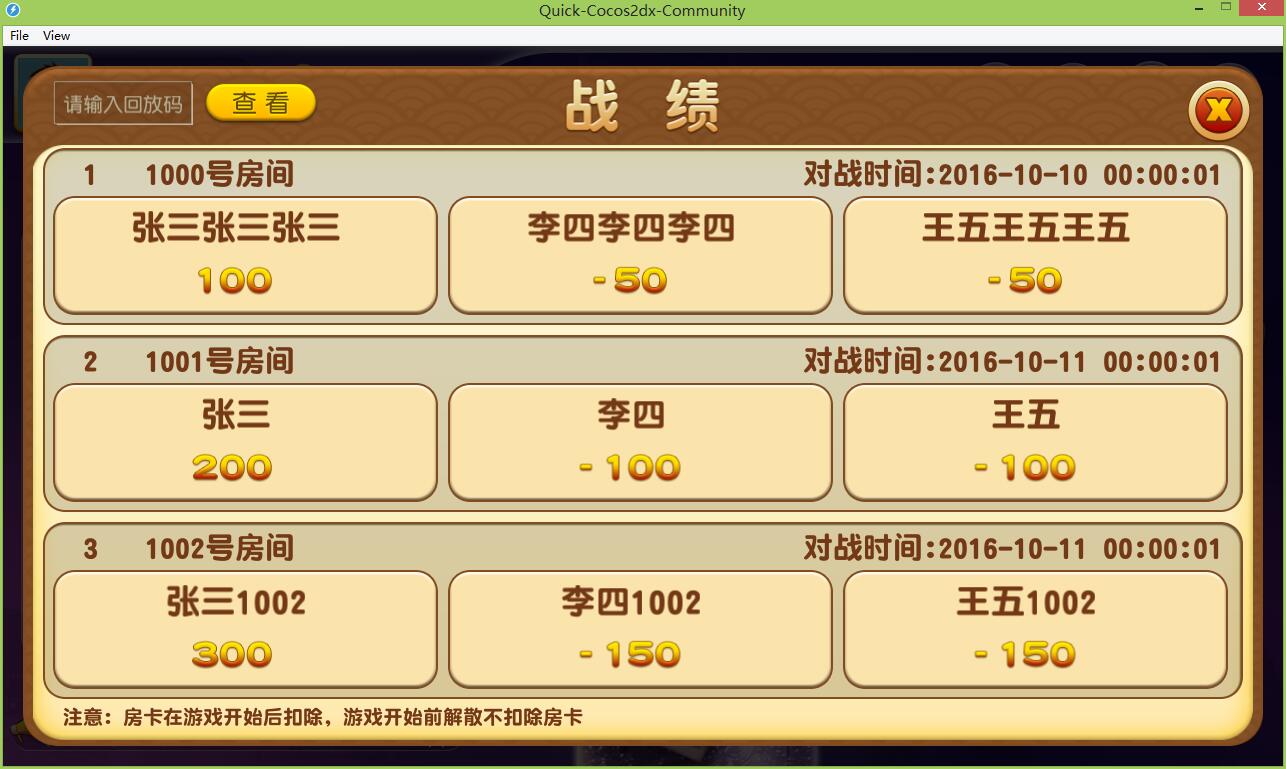 Quick-Cocos2dx-Community
File View
请输入回放码 查看 战 绩 X
1 1000号房间 对战时间:2016-10-10 00:00:01
张三张三张三 李四李四李四 王五王五王五
100 -50 -50
2 1001号房间 对战时间:2016-10-11 00:00:01
张三 李四 王五
200 -100 -100
3 1002号房间 对战时间:2016-10-11 00:00:01
张三1002 李四1002 王五1002
300 -150 -150
注意：房卡在游戏开始后扣除，游戏开始前解散不扣除房卡